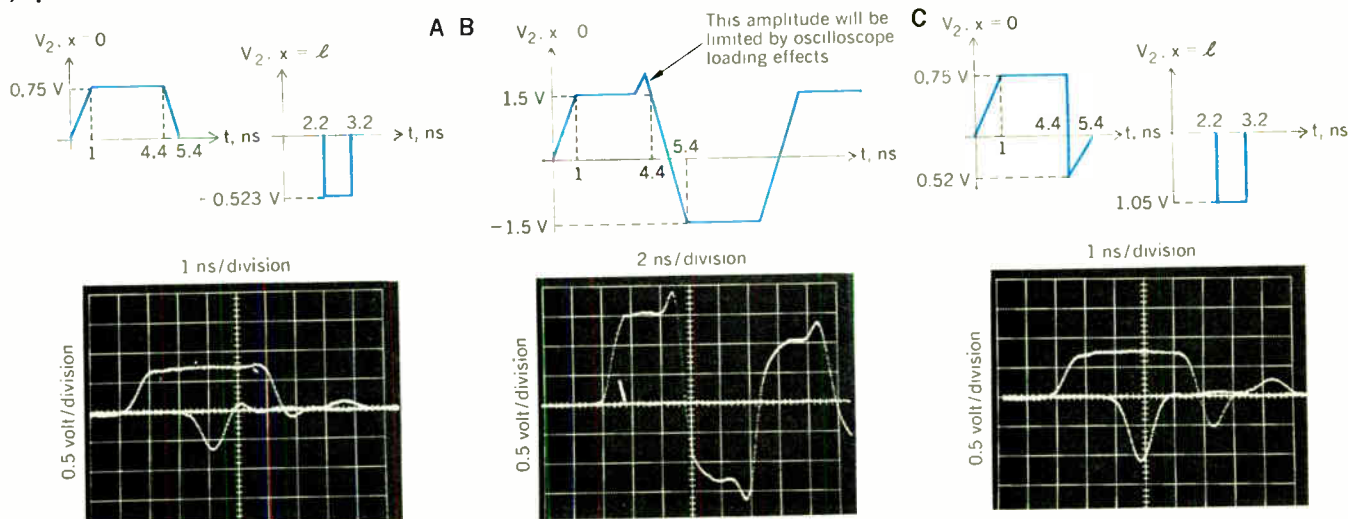 A
V₂. x = 0
0.75 V
1
4.4
5.4
t, ns
V₂. x = ℓ
2.2
3.2
t, ns
- 0.523 V
1 ns/division
0.5 volt/division
B
V₂. x 0
This amplitude will be
limited by oscilloscope
loading effects
1.5 V
1
4.4
5.4
t, ns
-1.5 V
2 ns/division
0.5 volt/division
C
V₂. x = 0
0.75 V
1
4.4
5.4
0.52 V
V₂. x = ℓ
2.2
3.2
t, ns
1.05 V
1 ns/division
0.5 volt/division